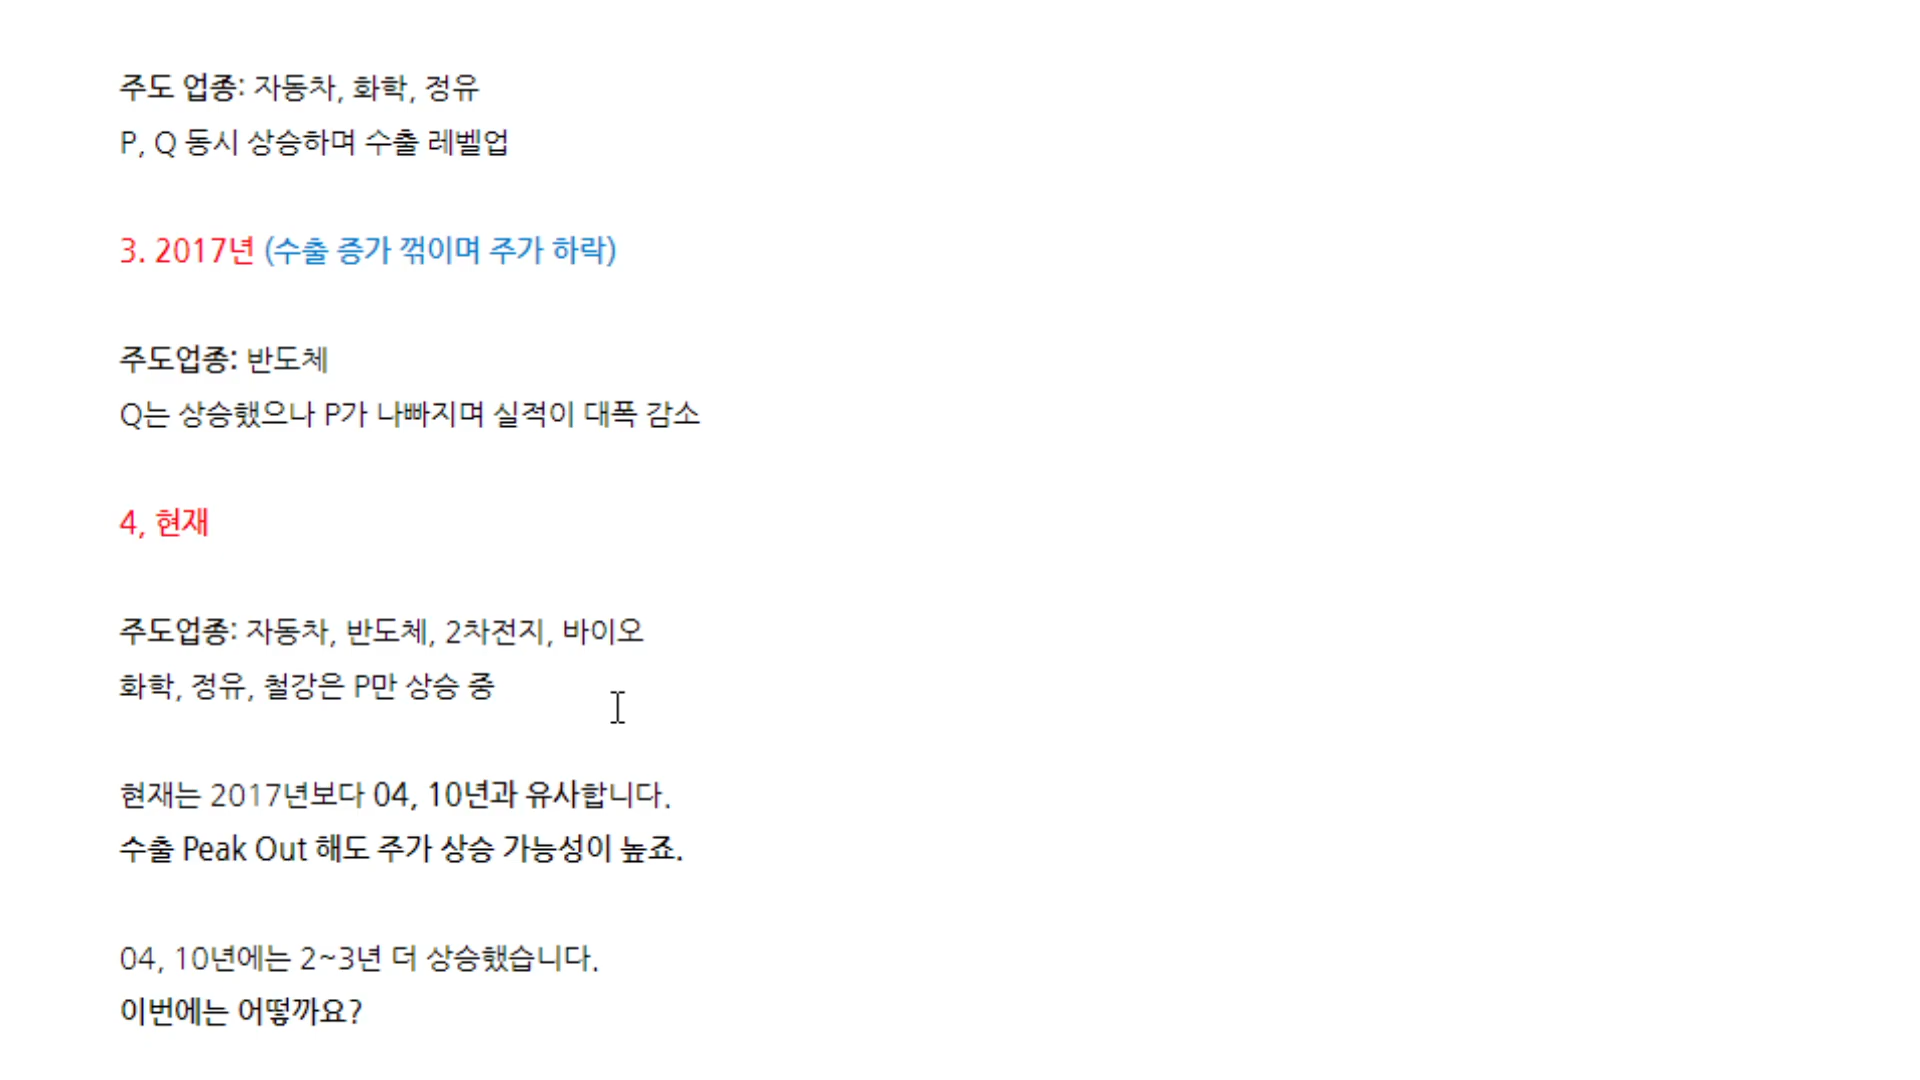 주도 업종: 자동차, 화학, 정유
P, Q 동시 상승하며 수출 레벨업
3. 2017년 (수출 증가 꺾이며 주가 하락)
주도업종: 반도체
Q는 상승했으나 P가 나빠지며 실적이 대폭 감소
4, 현재
주도업종: 자동차, 반도체, 2차전지, 바이오
화학, 정유, 철강은 P만 상승 중
현재는 2017년보다 04, 10년과 유사합니다.
수출 Peak Out 해도 주가 상승 가능성이 높죠.
04, 10년에는 2~3년 더 상승했습니다.
이번에는 어떻까요?